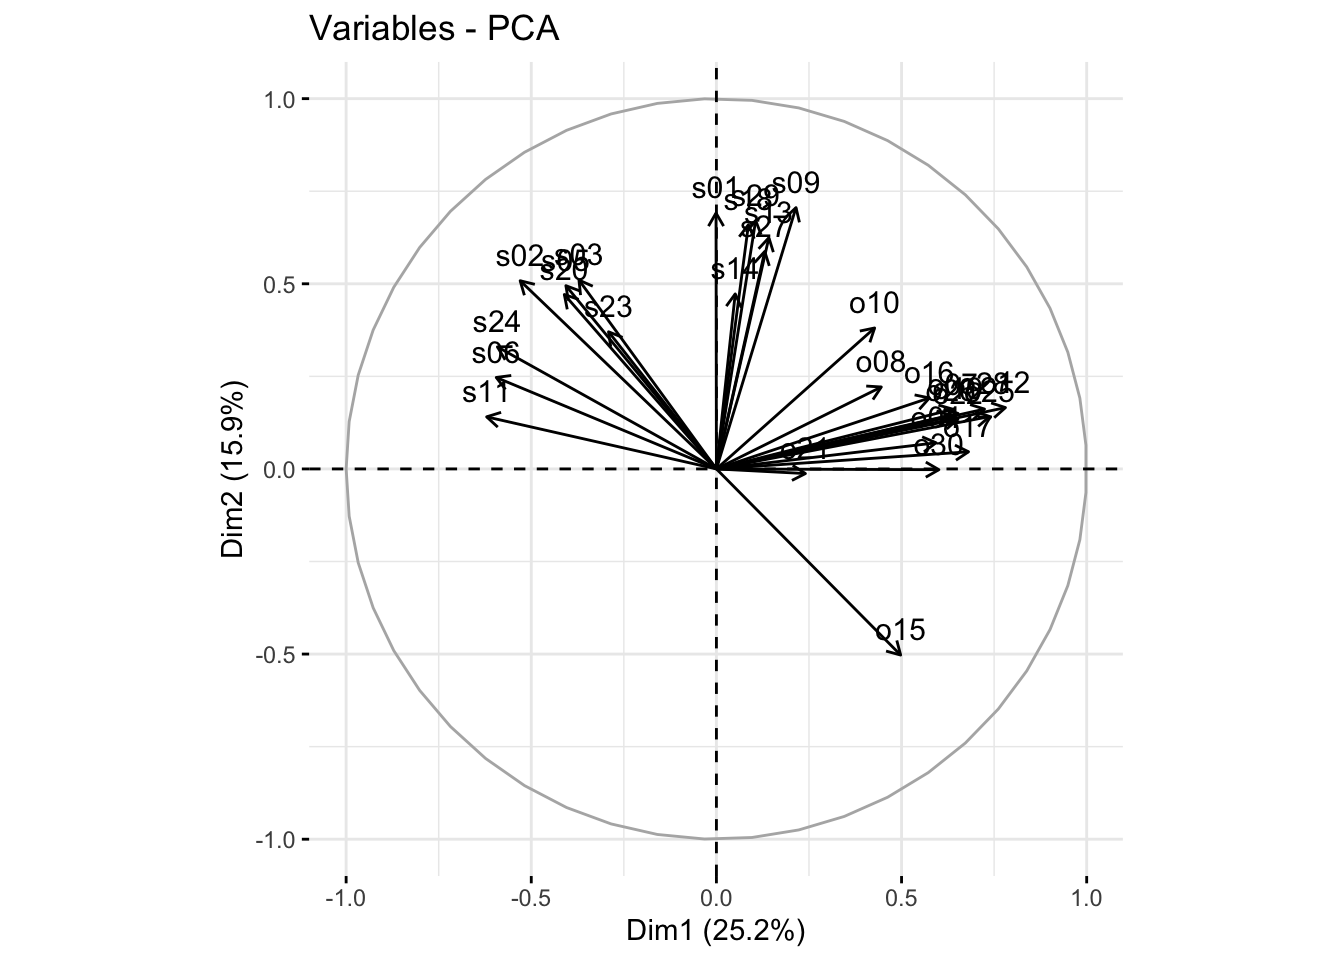 Variables - PCA
1.0
0.5
0.0
-0.5
-1.0
Dim2 (15.9%)
s01
s09
s13
s27
s14
s02
s03
s20
s23
s24
s06
s11
o10
o08
o16
o12
o17
o30
o15
-1.0
-0.5
0.0
0.5
1.0
Dim1 (25.2%)